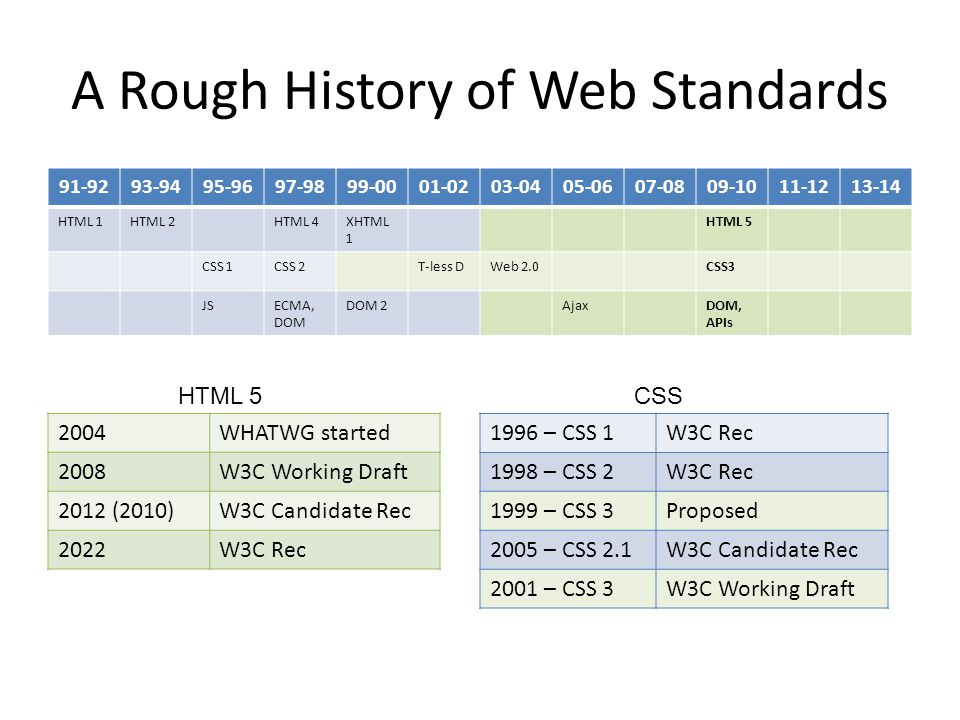 A Rough History of Web Standards
91-92 93-94 95-96 97-98 99-00 01-02 03-04 05-06 07-08 09-10 11-12 13-14
HTML 1 HTML 2 HTML 4 XHTML 1 HTML 5
CSS 1 CSS 2 T-less D Web 2.0 CSS3
JS ECMA, DOM DOM 2 Ajax DOM, APIs
HTML 5
2004 WHATWG started
2008 W3C Working Draft
2012 (2010) W3C Candidate Rec
2022 W3C Rec
CSS
1996 – CSS 1 W3C Rec
1998 – CSS 2 W3C Rec
1999 – CSS 3 Proposed
2005 – CSS 2.1 W3C Candidate Rec
2001 – CSS 3 W3C Working Draft